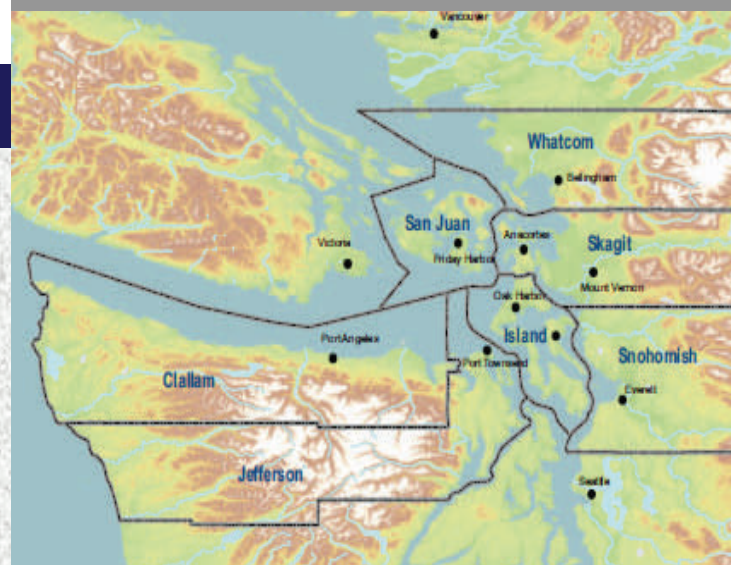 Vancouver
Whatcom
Bellingham
San Juan
Anacortes
Skagit
Victoria
Friday Harbor
Mount Vernon
Oak Harbor
Island
Port Angeles
Snohomish
Port Townsend
Clallam
Everett
Jefferson
Seattle